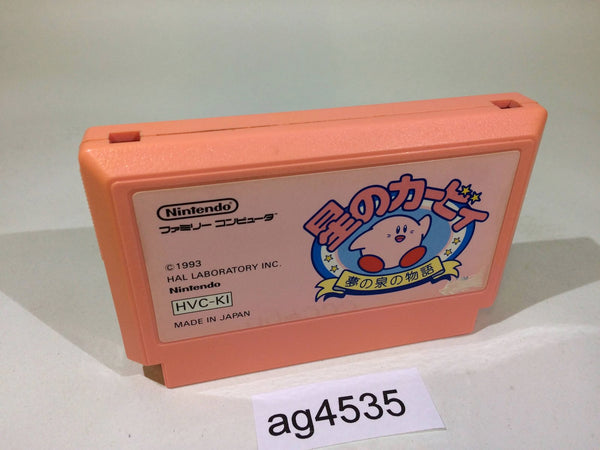 Nintendo
ファミリー コンピュータ
星のカービィ
夢の泉の物語
©1993
HAL LABORATORY INC.
Nintendo
HVC-KI
MADE IN JAPAN
ag4535